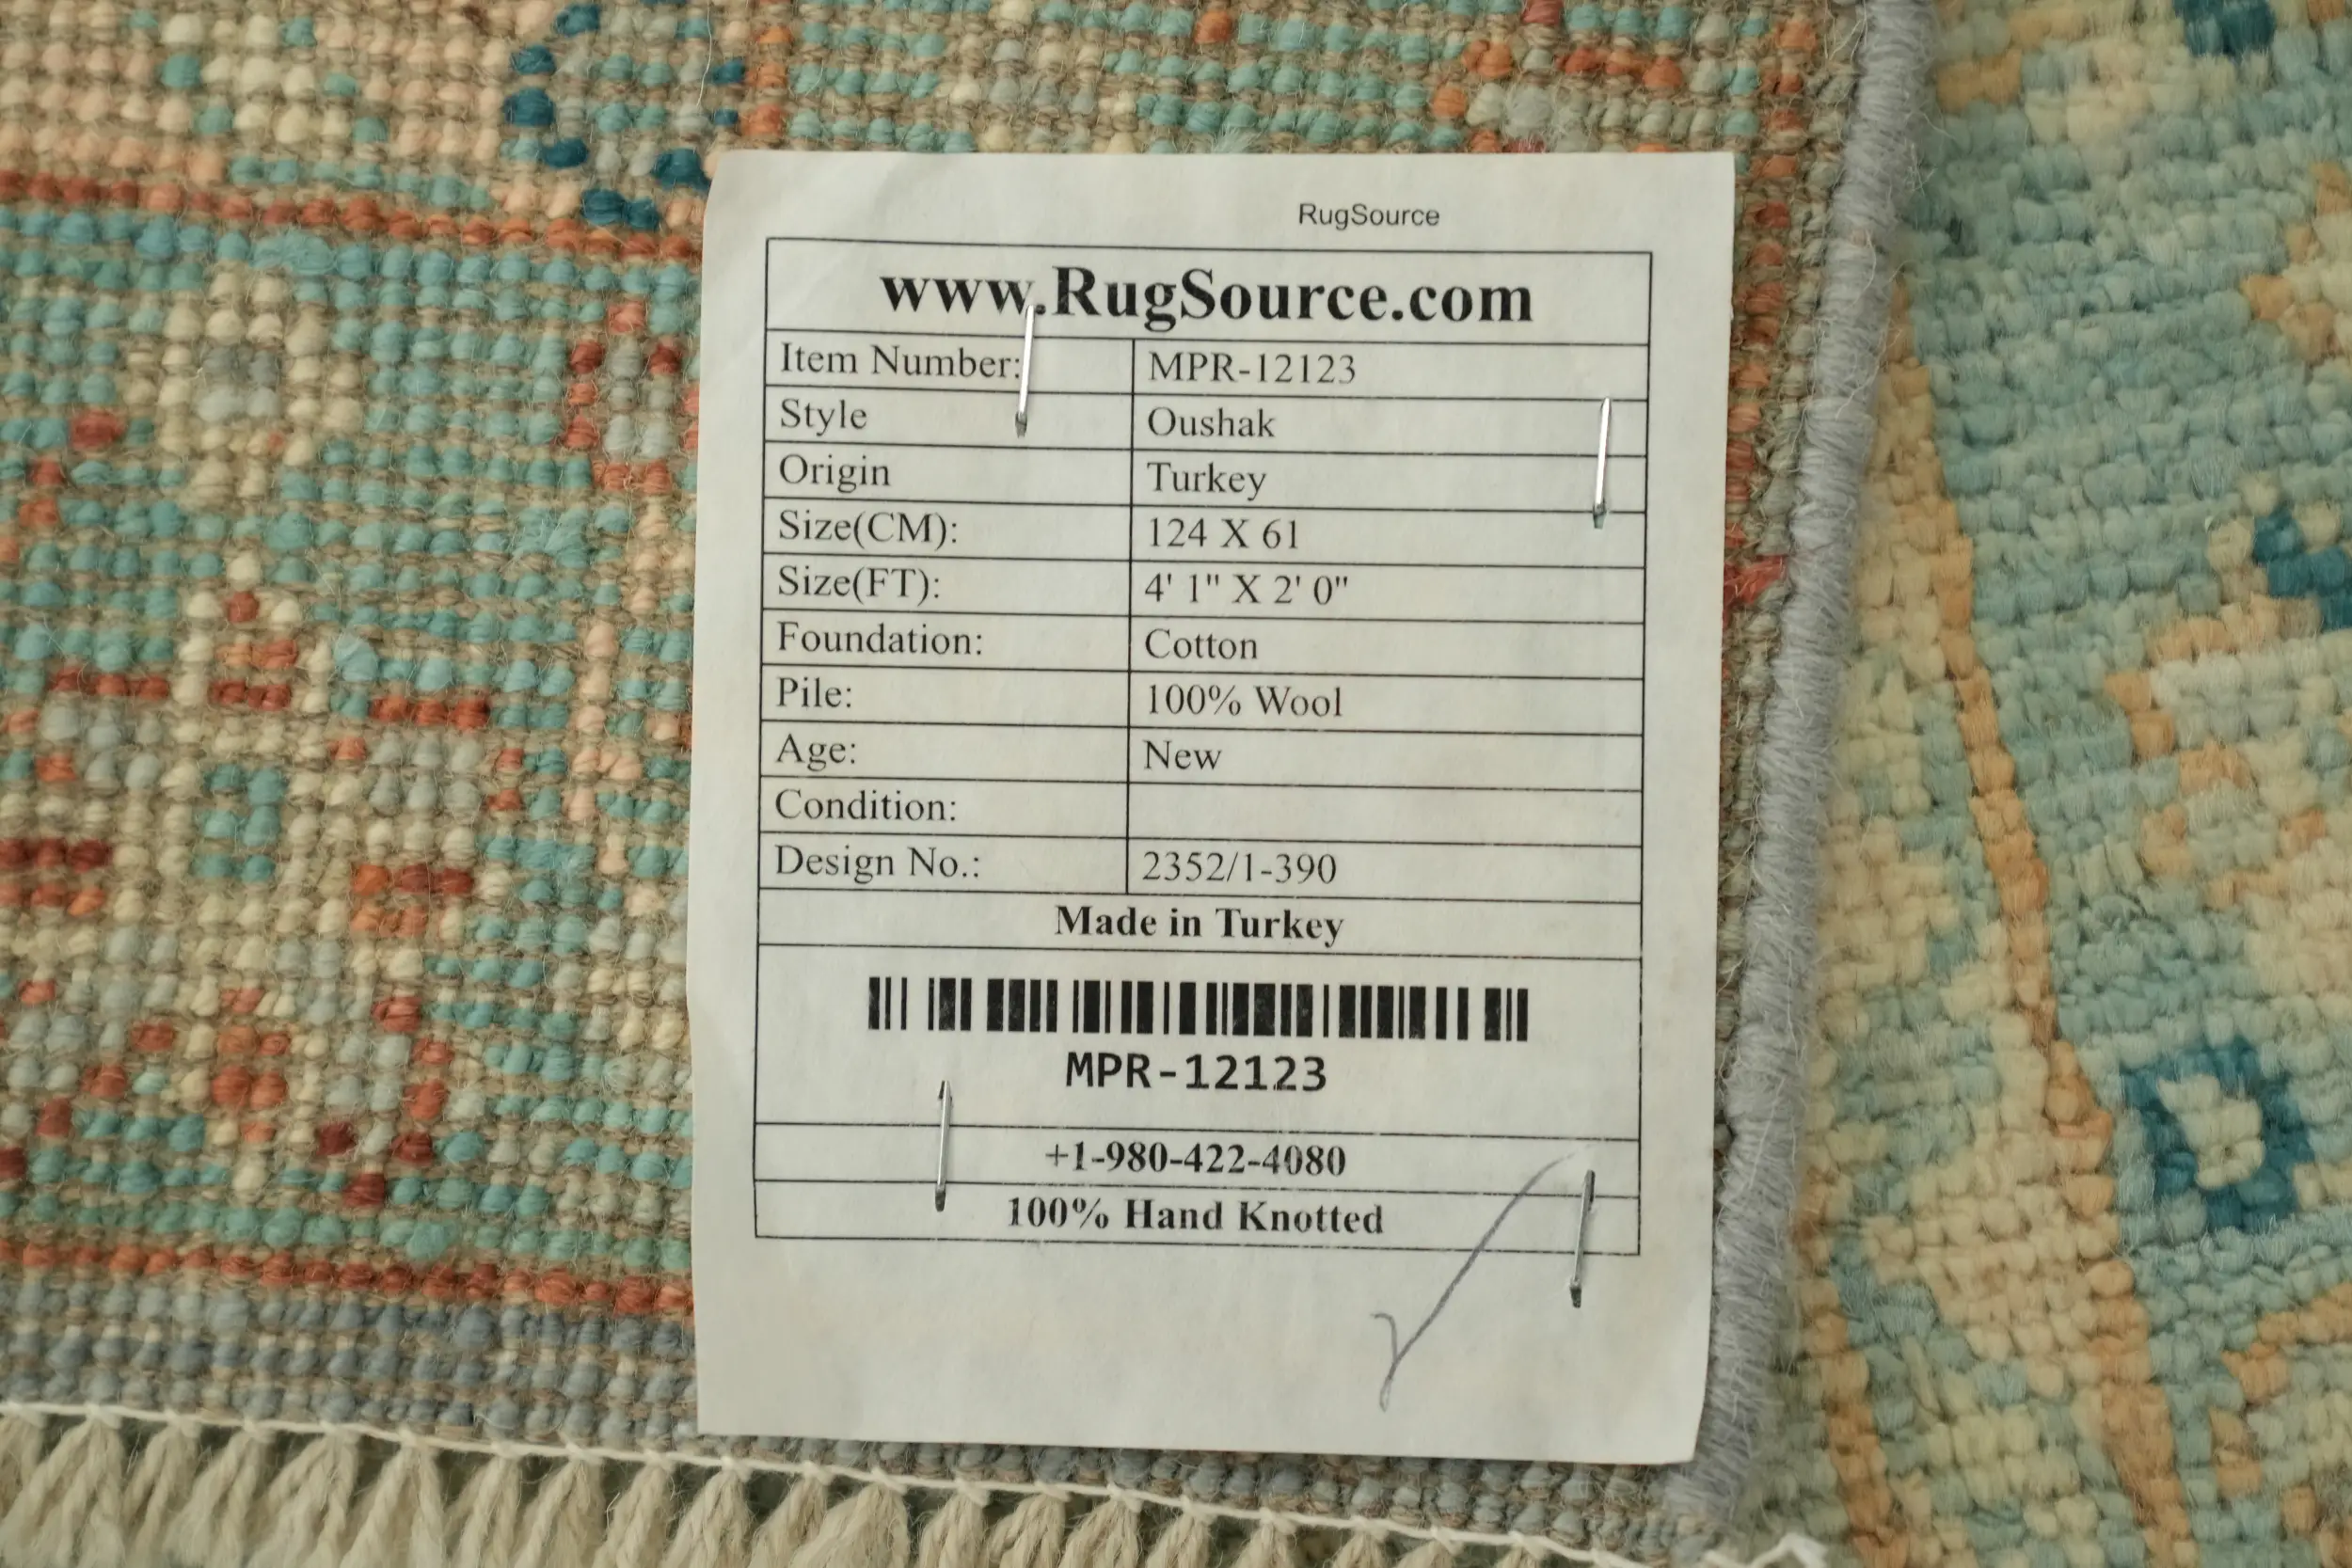 RugSource
www.RugSource.com
Item Number: MPR-12123
Style Oushak
Origin Turkey
Size(CM): 124 X 61
Size(FT): 4' 1" X 2' 0"
Foundation: Cotton
Pile: 100% Wool
Age: New
Condition:
Design No.: 2352/1-390
Made in Turkey
MPR-12123
+1-980-422-4080
100% Hand Knotted